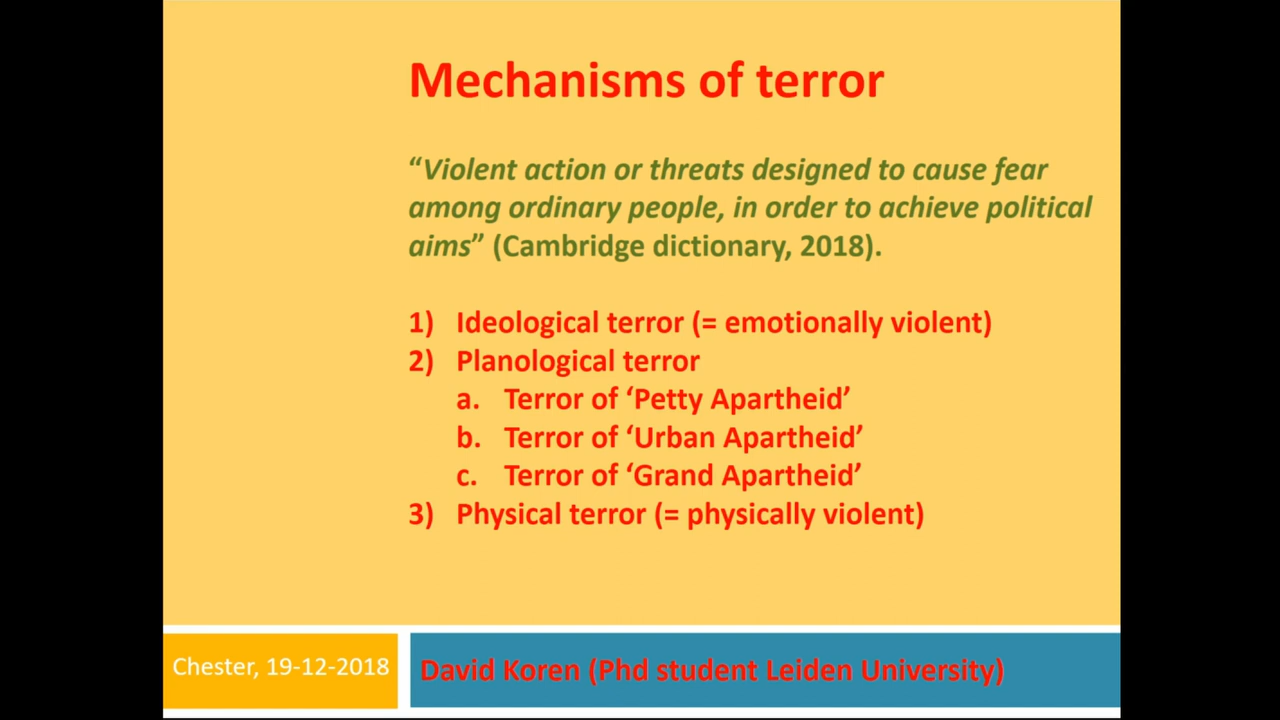 Mechanisms of terror
“Violent action or threats designed to cause fear
among ordinary people, in order to achieve political
aims” (Cambridge dictionary, 2018).
1) Ideological terror (= emotionally violent)
2) Planological terror
a. Terror of ‘Petty Apartheid’
b. Terror of ‘Urban Apartheid’
c. Terror of ‘Grand Apartheid’
3) Physical terror (= physically violent)
Chester, 19-12-2018
David Koren (Phd student Leiden University)